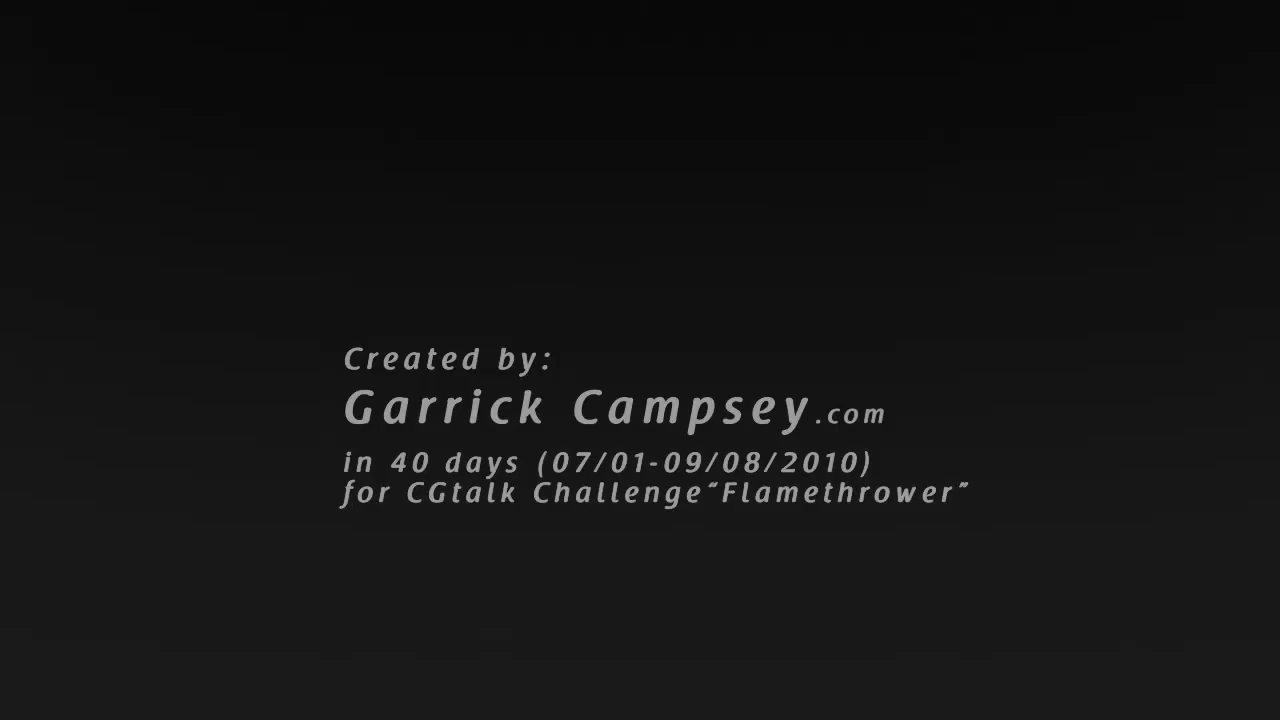 Created by:
Garrick Campsey.com
in 40 days (07/01-09/08/2010)
for CGtalk Challenge“Flamethrower”